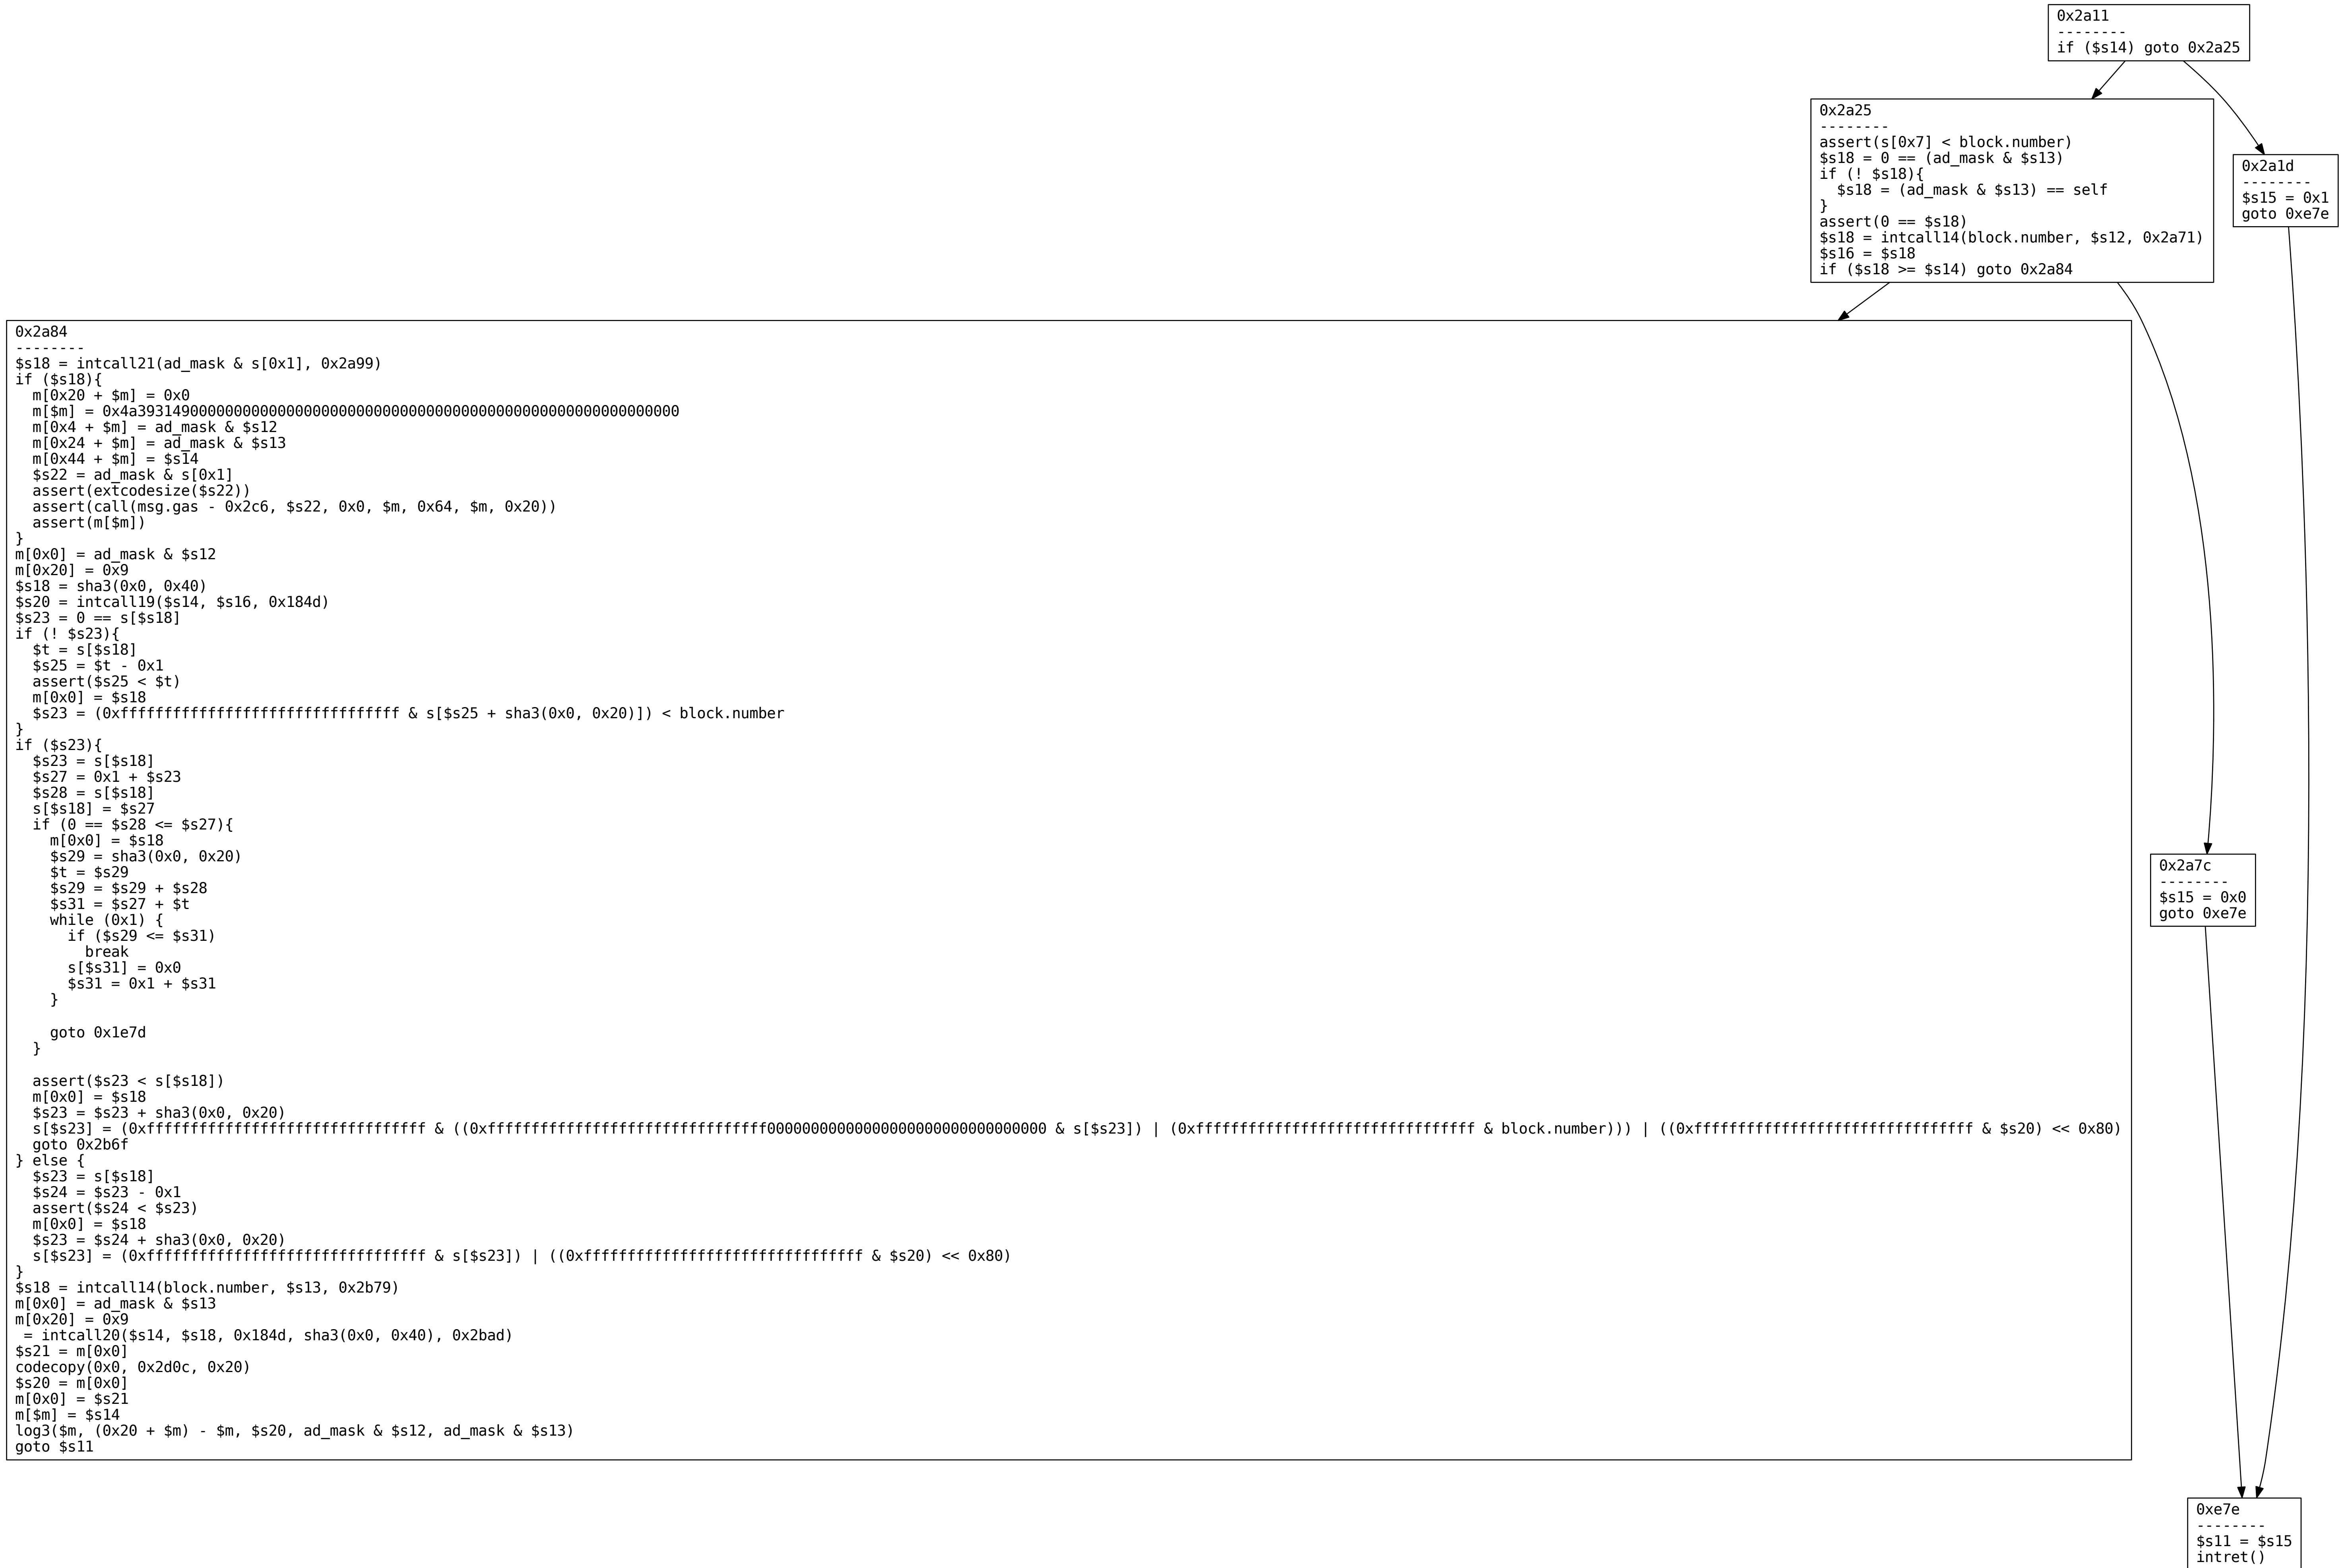 0x2a11
--------
if ($s14) goto 0x2a25
0x2a25
--------
assert(s[0x7] < block.number)
$s18 = 0 == (ad_mask & $s13)
if (! $s18){
$s18 = (ad_mask & $s13) == self
}
assert(0 == $s18)
$s18 = intcall14(block.number, $s12, 0x2a71)
$s16 = $s18
if ($s18 >= $s14) goto 0x2a84
0x2a1d
--------
$s15 = 0x1
goto 0xe7e
0x2a84
--------
$s18 = intcall21(ad_mask & s[0x1], 0x2a99)
if ($s18){
m[0x20 + $m] = 0x0
m[$m] = 0x4a39314900000000000000000000000000000000000000000000000000000000
m[0x4 + $m] = ad_mask & $s12
m[0x24 + $m] = ad_mask & $s13
m[0x44 + $m] = $s14
$s22 = ad_mask & s[0x1]
assert(extcodesize($s22))
assert(call(msg.gas - 0x2c6, $s22, 0x0, $m, 0x64, $m, 0x20))
assert(m[$m])
}
m[0x0] = ad_mask & $s12
m[0x20] = 0x9
$s18 = sha3(0x0, 0x40)
$s20 = intcall19($s14, $s16, 0x184d)
$s23 = 0 == s[$s18]
if (! $s23){
$t = s[$s18]
$s25 = $t - 0x1
assert($s25 < $t)
m[0x0] = $s18
$s23 = (0xffffffffffffffffffffffffffffffff & s[$s25 + sha3(0x0, 0x20)]) < block.number
}
if ($s23){
$s23 = s[$s18]
$s27 = 0x1 + $s23
$s28 = s[$s18]
s[$s18] = $s27
if (0 == $s28 <= $s27){
m[0x0] = $s18
$s29 = sha3(0x0, 0x20)
$t = $s29
$s29 = $s29 + $s28
$s31 = $s27 + $t
while (0x1) {
if ($s29 <= $s31)
break
s[$s31] = 0x0
$s31 = 0x1 + $s31
}
goto 0x1e7d
}
assert($s23 < s[$s18])
m[0x0] = $s18
$s23 = $s23 + sha3(0x0, 0x20)
s[$s23] = (0xffffffffffffffffffffffffffffffff & ((0xffffffffffffffffffffffffffffffff00000000000000000000000000000000 & s[$s23]) | (0xffffffffffffffffffffffffffffffff & block.number))) | ((0xffffffffffffffffffffffffffffffff & $s20) << 0x80)
goto 0x2b6f
} else {
$s23 = s[$s18]
$s24 = $s23 - 0x1
assert($s24 < $s23)
m[0x0] = $s18
$s23 = $s24 + sha3(0x0, 0x20)
s[$s23] = (0xffffffffffffffffffffffffffffffff & s[$s23]) | ((0xffffffffffffffffffffffffffffffff & $s20) << 0x80)
}
$s18 = intcall14(block.number, $s13, 0x2b79)
m[0x0] = ad_mask & $s13
m[0x20] = 0x9
= intcall20($s14, $s18, 0x184d, sha3(0x0, 0x40), 0x2bad)
$s21 = m[0x0]
codecopy(0x0, 0x2d0c, 0x20)
$s20 = m[0x0]
m[0x0] = $s21
m[$m] = $s14
log3($m, (0x20 + $m) - $m, $s20, ad_mask & $s12, ad_mask & $s13)
goto $s11
0x2a7c
--------
$s15 = 0x0
goto 0xe7e
0xe7e
--------
$s11 = $s15
intret()